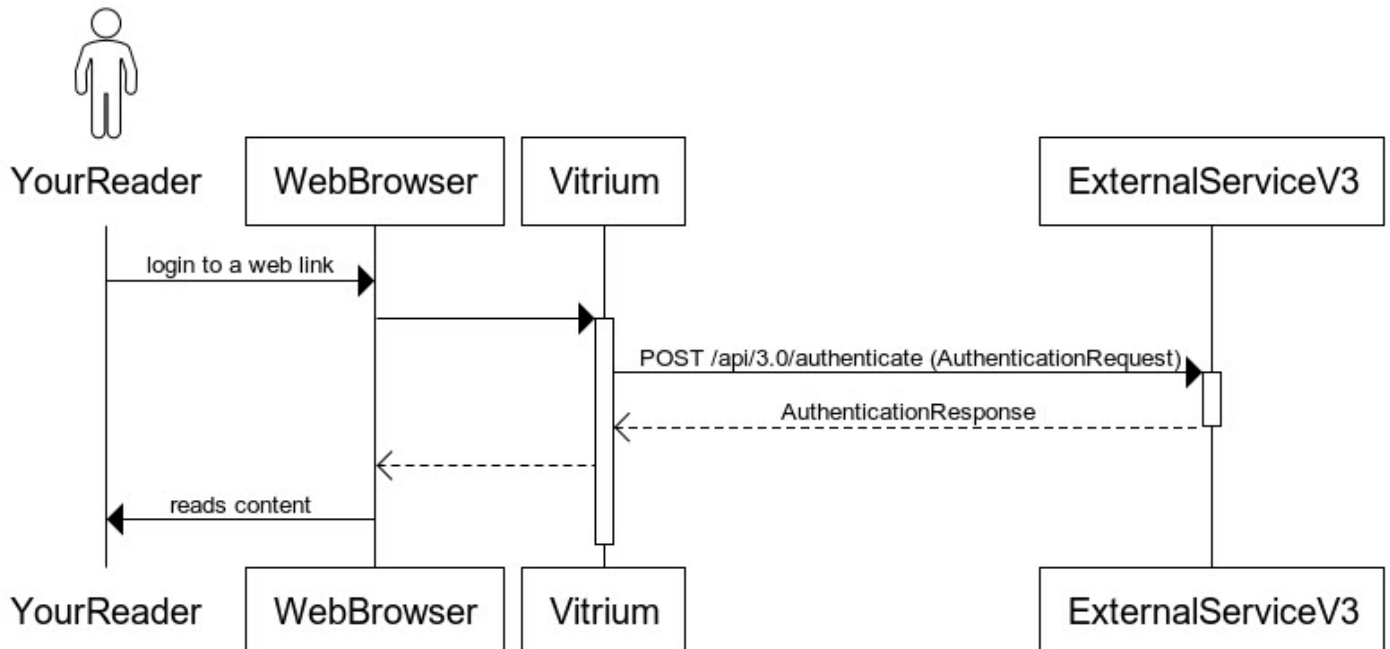 YourReader
WebBrowser
Vitrium
ExternalServiceV3
login to a web link
POST /api/3.0/authenticate (AuthenticationRequest)
AuthenticationResponse
reads content
YourReader
WebBrowser
Vitrium
ExternalServiceV3